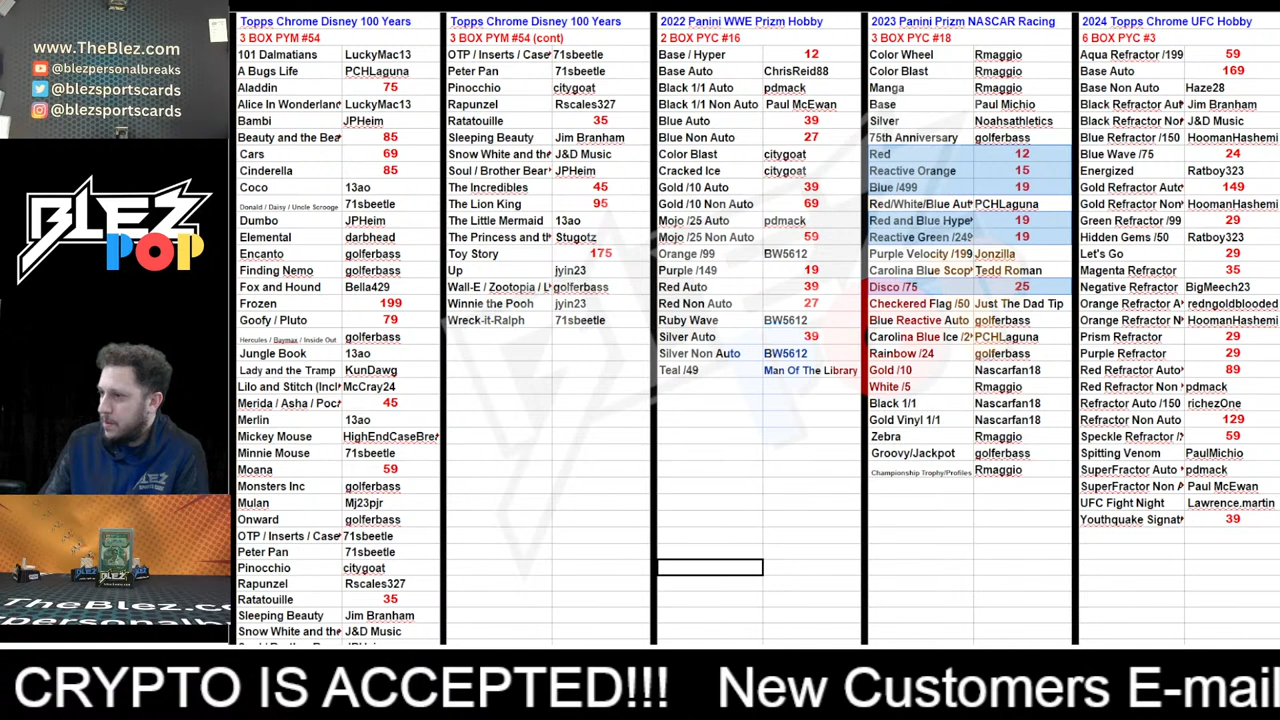 www.TheBlez.com
@blezpersonalbreaks
@blezsportscards
@blezsportscards
BLEZ
POP
BLEZ
TheBlez.co
Topps Chrome Disney 100 Years
3 BOX PYM #54
101 Dalmatians LuckyMac13
A Bugs Life PCHLaguna
Aladdin 75
Alice In Wonderlan LuckyMac13
Bambi JPHeim
Beauty and the Bea 85
Cars 69
Cinderella 85
Coco 13ao
Donald / Daisy / Uncle Scrooge 71sbeetle
Dumbo JPHeim
Elemental darbhead
Encanto golferbass
Finding Nemo golferbass
Fox and Hound Bella429
Frozen 199
Goofy / Pluto 79
Hercules / Baymax / Inside Out golferbass
Jungle Book 13ao
Lady and the Tramp KunDawg
Lilo and Stitch (Incl McCray24
Merida / Asha / Poc 45
Merlin 13ao
Mickey Mouse HighEndCaseBre
Minnie Mouse 71sbeetle
Moana 59
Monsters Inc golferbass
Mulan Mj23pjr
Onward golferbass
OTP / Inserts / Case 71sbeetle
Peter Pan 71sbeetle
Pinocchio citygoat
Rapunzel Rscales327
Ratatouille 35
Sleeping Beauty Jim Branham
Snow White and the J&D Music
Topps Chrome Disney 100 Years
3 BOX PYM #54 (cont)
OTP / Inserts / Case 71sbeetle
Peter Pan 71sbeetle
Pinocchio citygoat
Rapunzel Rscales327
Ratatouille 35
Sleeping Beauty Jim Branham
Snow White and the J&D Music
Soul / Brother Bear JPHeim
The Incredibles 45
The Lion King 95
The Little Mermaid 13ao
The Princess and th Stugotz
Toy Story 175
Up jyin23
Wall-E / Zootopia / L golferbass
Winnie the Pooh jyin23
Wreck-it-Ralph 71sbeetle
2022 Panini WWE Prizm Hobby
2 BOX PYC #16
Base / Hyper 12
Base Auto ChrisReid88
Black 1/1 Auto pdmack
Black 1/1 Non Auto Paul McEwan
Blue Auto 39
Blue Non Auto 27
Color Blast citygoat
Cracked Ice citygoat
Gold /10 Auto 39
Gold /10 Non Auto 69
Mojo /25 Auto pdmack
Mojo /25 Non Auto 59
Orange /99 BW5612
Purple /149 19
Red Auto 39
Red Non Auto 27
Ruby Wave BW5612
Silver Auto 39
Silver Non Auto BW5612
Teal /49 Man Of The Library
2023 Panini Prizm NASCAR Racing
3 BOX PYC #18
Color Wheel Rmaggio
Color Blast Rmaggio
Manga Rmaggio
Base Paul Michio
Silver Noahsathletics
75th Anniversary golferbass
Red 12
Reactive Orange 15
Blue /499 19
Red/White/Blue Aut PCHLaguna
Red and Blue Hype 19
Reactive Green /249 19
Purple Velocity /199 Jonzilla
Carolina Blue Scop Tedd Roman
Disco /75 25
Checkered Flag /50 Just The Dad Tip
Blue Reactive Auto golferbass
Carolina Blue Ice /2 PCHLaguna
Rainbow /24 golferbass
Gold /10 Nascarfan18
White /5 Rmaggio
Black 1/1 Nascarfan18
Gold Vinyl 1/1 Nascarfan18
Zebra Rmaggio
Groovy/Jackpot golferbass
Championship Trophy/Profiles Rmaggio
2024 Topps Chrome UFC Hobby
6 BOX PYC #3
Aqua Refractor /199 59
Base Auto 169
Base Non Auto Haze28
Black Refractor Aut Jim Branham
Black Refractor No J&D Music
Blue Refractor /150 HoomanHashemi
Blue Wave /75 24
Energized Ratboy323
Gold Refractor Aut 149
Gold Refractor Non HoomanHashemi
Green Refractor /99 29
Hidden Gems /50 Ratboy323
Let's Go 29
Magenta Refractor 35
Negative Refractor BigMeech23
Orange Refractor A redngoldblooded
Orange Refractor N HoomanHashemi
Prism Refractor 29
Purple Refractor 29
Red Refractor Auto 89
Red Refractor Non pdmack
Refractor Auto /150 richezOne
Refractor Non Auto 129
Speckle Refractor / 59
Spitting Venom PaulMichio
SuperFractor Auto pdmack
SuperFractor Non A Paul McEwan
UFC Fight Night Lawrence.martin
Youthquake Signat 39
CRYPTO IS ACCEPTED!!! New Customers E-mail